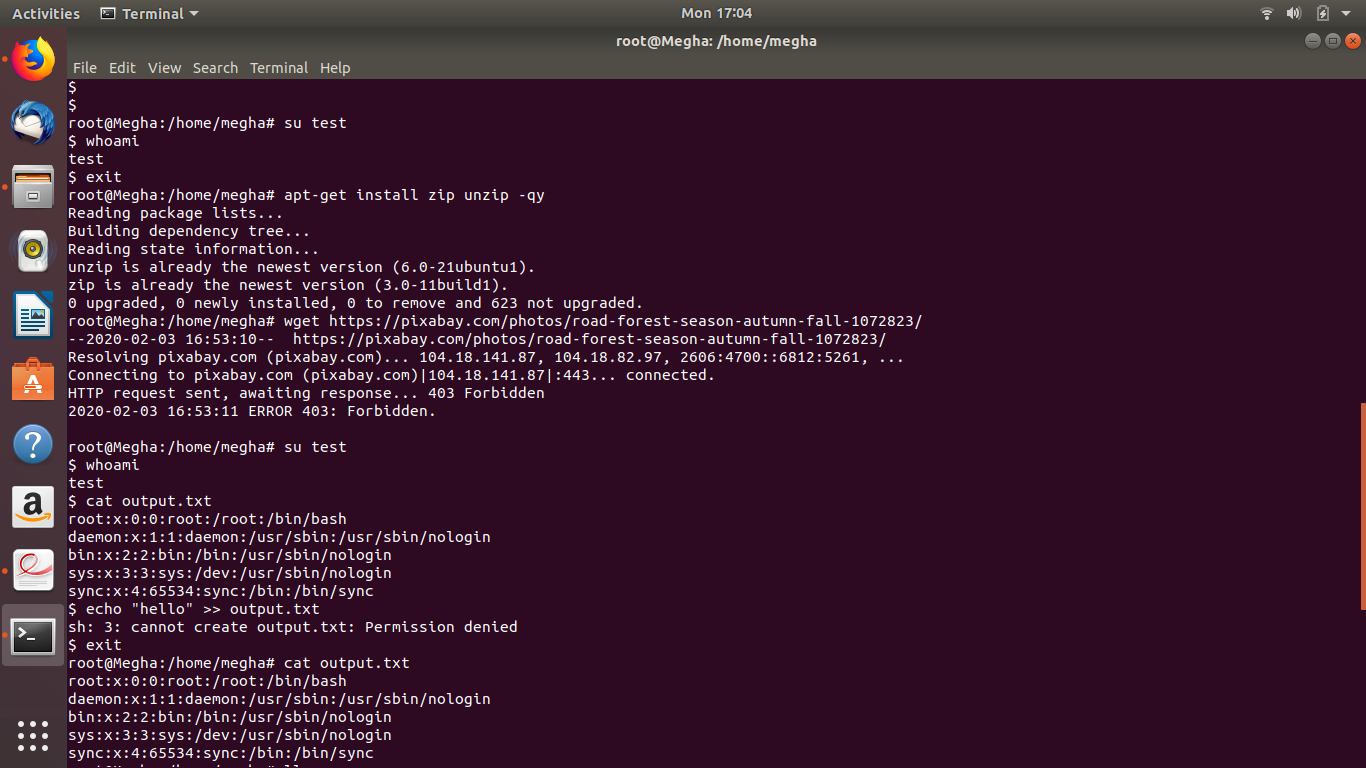 Activities Terminal Mon 17:04
root@Megha: /home/megha
File Edit View Search Terminal Help
$
$
root@Megha:/home/megha# su test
$ whoami
test
$ exit
root@Megha:/home/megha# apt-get install zip unzip -qy
Reading package lists...
Building dependency tree...
Reading state information...
unzip is already the newest version (6.0-21ubuntu1).
zip is already the newest version (3.0-11build1).
0 upgraded, 0 newly installed, 0 to remove and 623 not upgraded.
root@Megha:/home/megha# wget https://pixabay.com/photos/road-forest-season-autumn-fall-1072823/
--2020-02-03 16:53:10--  https://pixabay.com/photos/road-forest-season-autumn-fall-1072823/
Resolving pixabay.com (pixabay.com)... 104.18.141.87, 104.18.82.97, 2606:4700::6812:5261, ...
Connecting to pixabay.com (pixabay.com)|104.18.141.87|:443... connected.
HTTP request sent, awaiting response... 403 Forbidden
2020-02-03 16:53:11 ERROR 403: Forbidden.
root@Megha:/home/megha# su test
$ whoami
test
$ cat output.txt
root:x:0:0:root:/root:/bin/bash
daemon:x:1:1:daemon:/usr/sbin:/usr/sbin/nologin
bin:x:2:2:bin:/bin:/usr/sbin/nologin
sys:x:3:3:sys:/dev:/usr/sbin/nologin
sync:x:4:65534:sync:/bin:/bin/sync
$ echo "hello" >> output.txt
sh: 3: cannot create output.txt: Permission denied
$ exit
root@Megha:/home/megha# cat output.txt
root:x:0:0:root:/root:/bin/bash
daemon:x:1:1:daemon:/usr/sbin:/usr/sbin/nologin
bin:x:2:2:bin:/bin:/usr/sbin/nologin
sys:x:3:3:sys:/dev:/usr/sbin/nologin
sync:x:4:65534:sync:/bin:/bin/sync